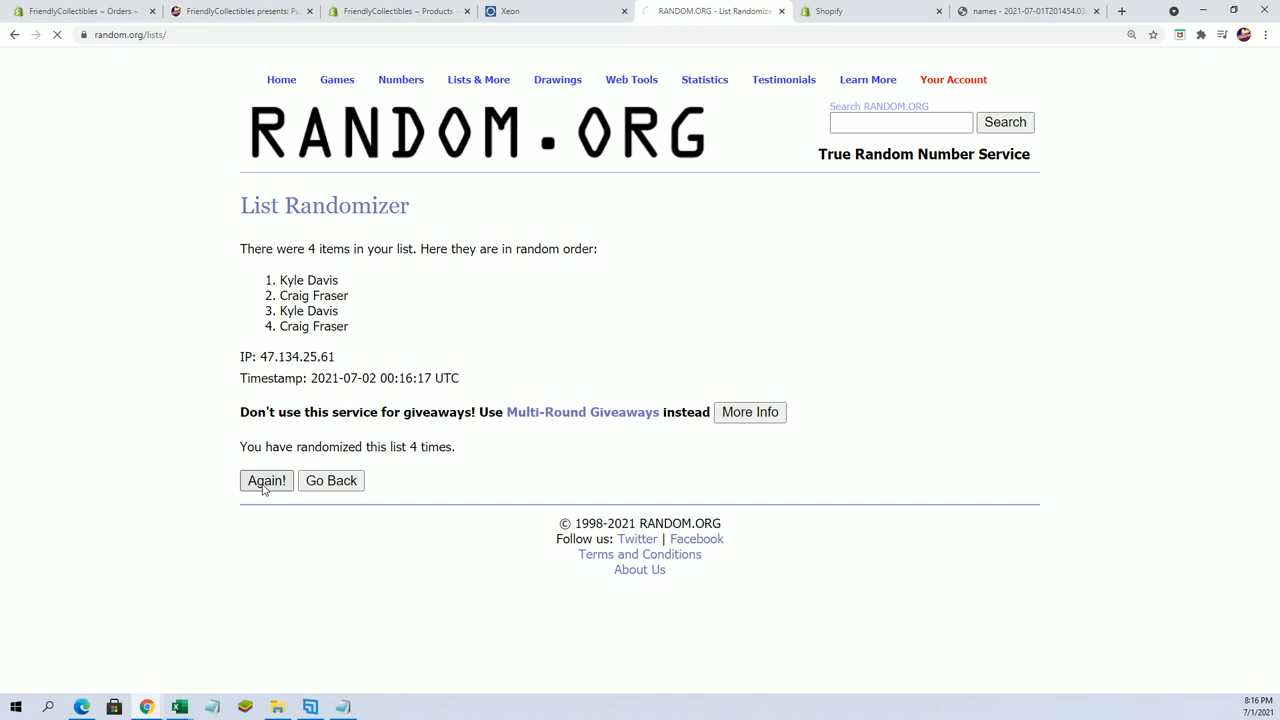 FriendlyCollectibles ~ Orders ~
FriendlyCollectibles presents: Pu
FriendlyCollectibles ~ Products ~
Xeon
RANDOM.ORG - List Randomize
Shopify
names - 2021-07-01T201454.03
random.org/lists/
Home Games Numbers Lists & More Drawings Web Tools Statistics Testimonials Learn More Your Account
RANDOM.ORG
Search RANDOM.ORG
Search
True Random Number Service
List Randomizer
There were 4 items in your list. Here they are in random order:
1. Kyle Davis
2. Craig Fraser
3. Kyle Davis
4. Craig Fraser
IP: 47.134.25.61
Timestamp: 2021-07-02 00:16:17 UTC
Don't use this service for giveaways! Use Multi-Round Giveaways instead More Info
You have randomized this list 4 times.
Again! Go Back
© 1998-2021 RANDOM.ORG
Follow us: Twitter | Facebook
Terms and Conditions
About Us
8:16 PM
7/1/2021